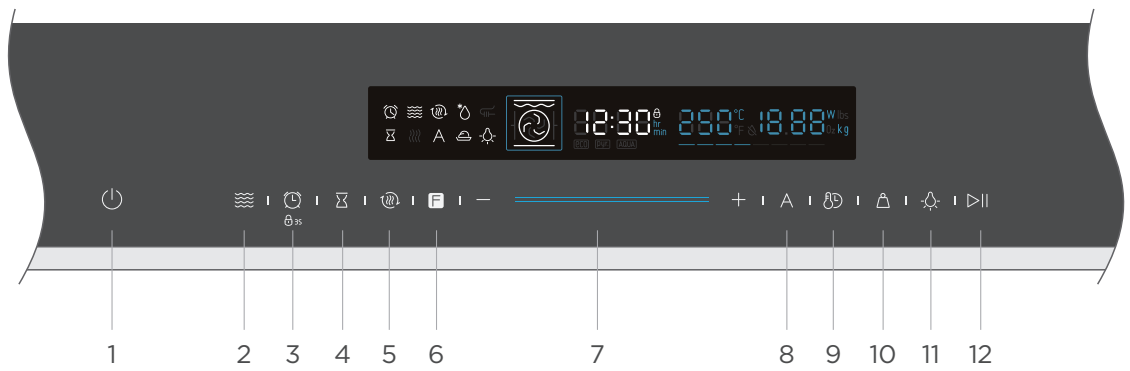 A
12:30 hr min
250 °C °F 18.88 W lbs Oz kg
ECO Pyr AQUA
F − + A
3S
1 2 3 4 5 6 7 8 9 10 11 12